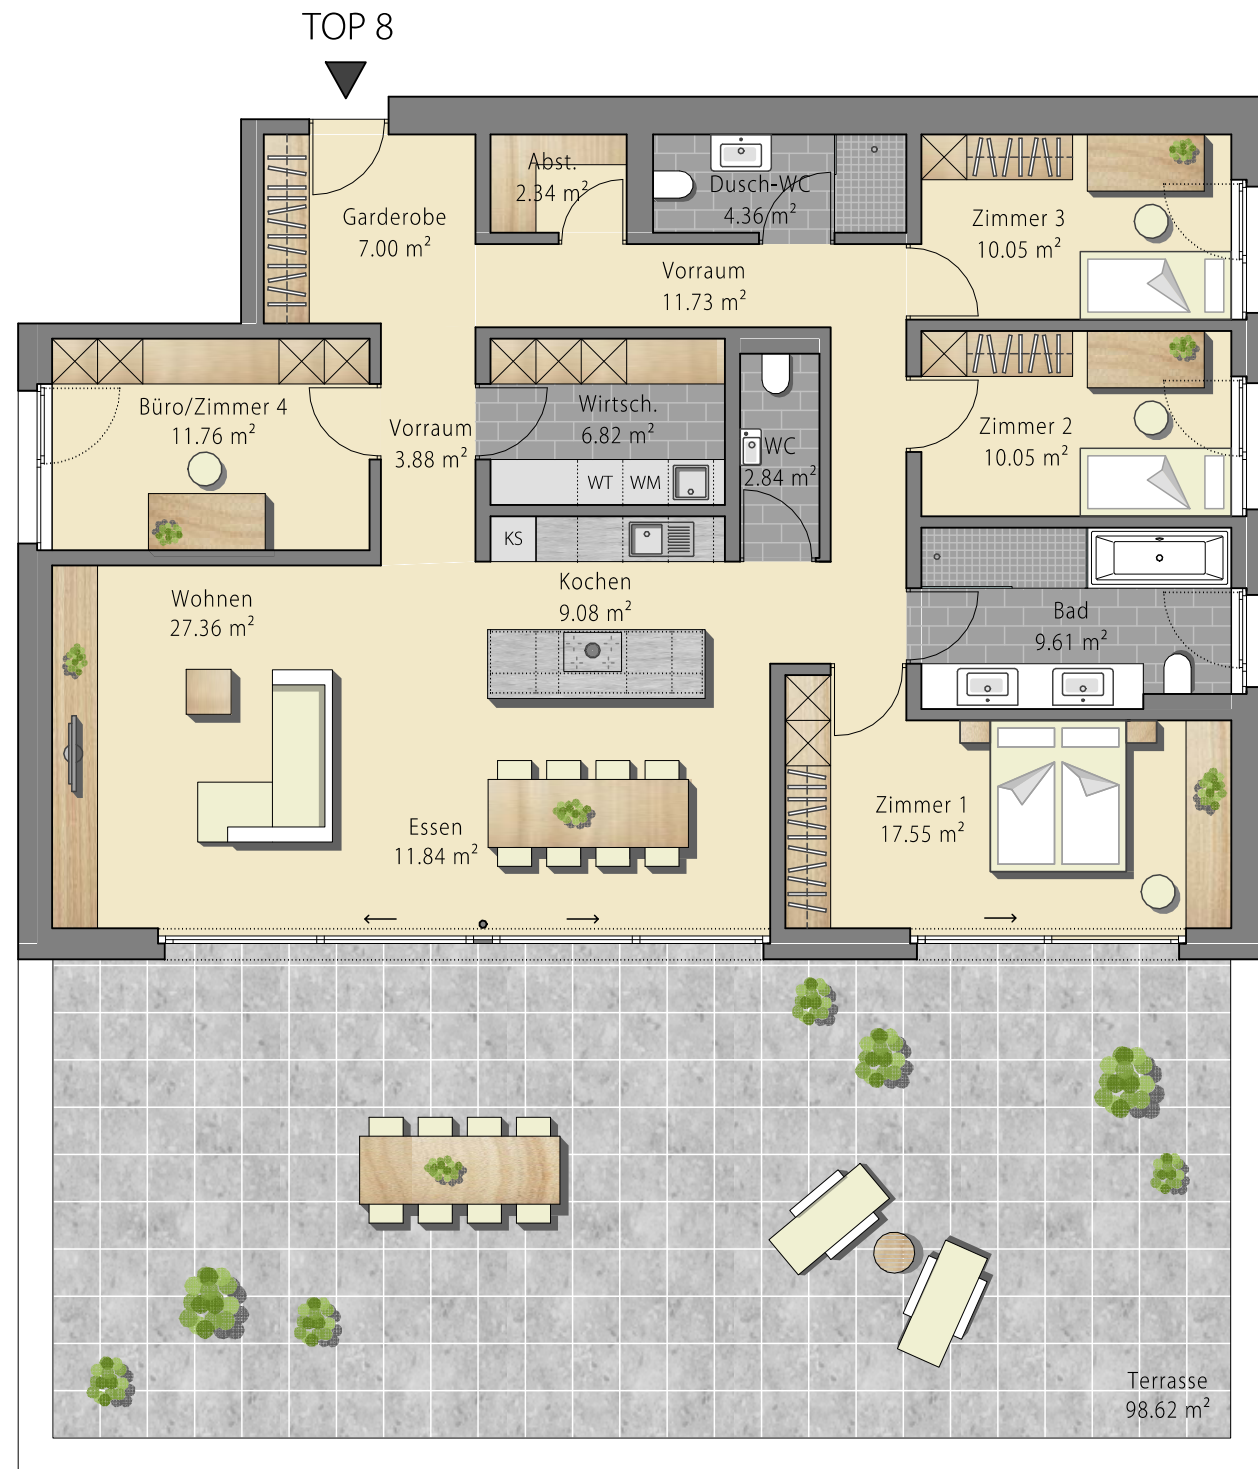 TOP 8
Abst.
2.34 m²
Dusch-WC
4.36 m²
Garderobe
7.00 m²
Zimmer 3
10.05 m²
Vorraum
11.73 m²
Büro/Zimmer 4
11.76 m²
Vorraum
3.88 m²
Wirtsch.
6.82 m²
WC
2.84 m²
Zimmer 2
10.05 m²
WT
WM
KS
Wohnen
27.36 m²
Kochen
9.08 m²
Bad
9.61 m²
Essen
11.84 m²
Zimmer 1
17.55 m²
Terrasse
98.62 m²